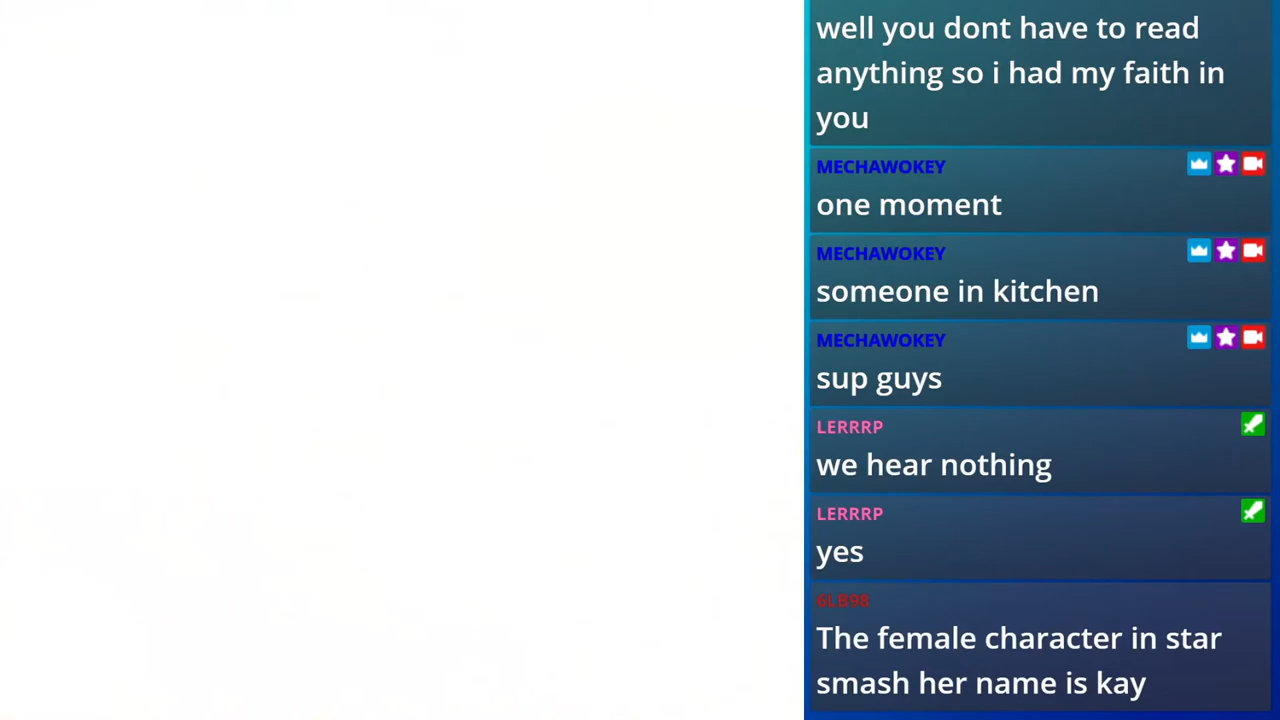 well you dont have to read
anything so i had my faith in
you
MECHAWOKEY
one moment
MECHAWOKEY
someone in kitchen
MECHAWOKEY
sup guys
LERRRP
we hear nothing
LERRRP
yes
6LB98
The female character in star
smash her name is kay